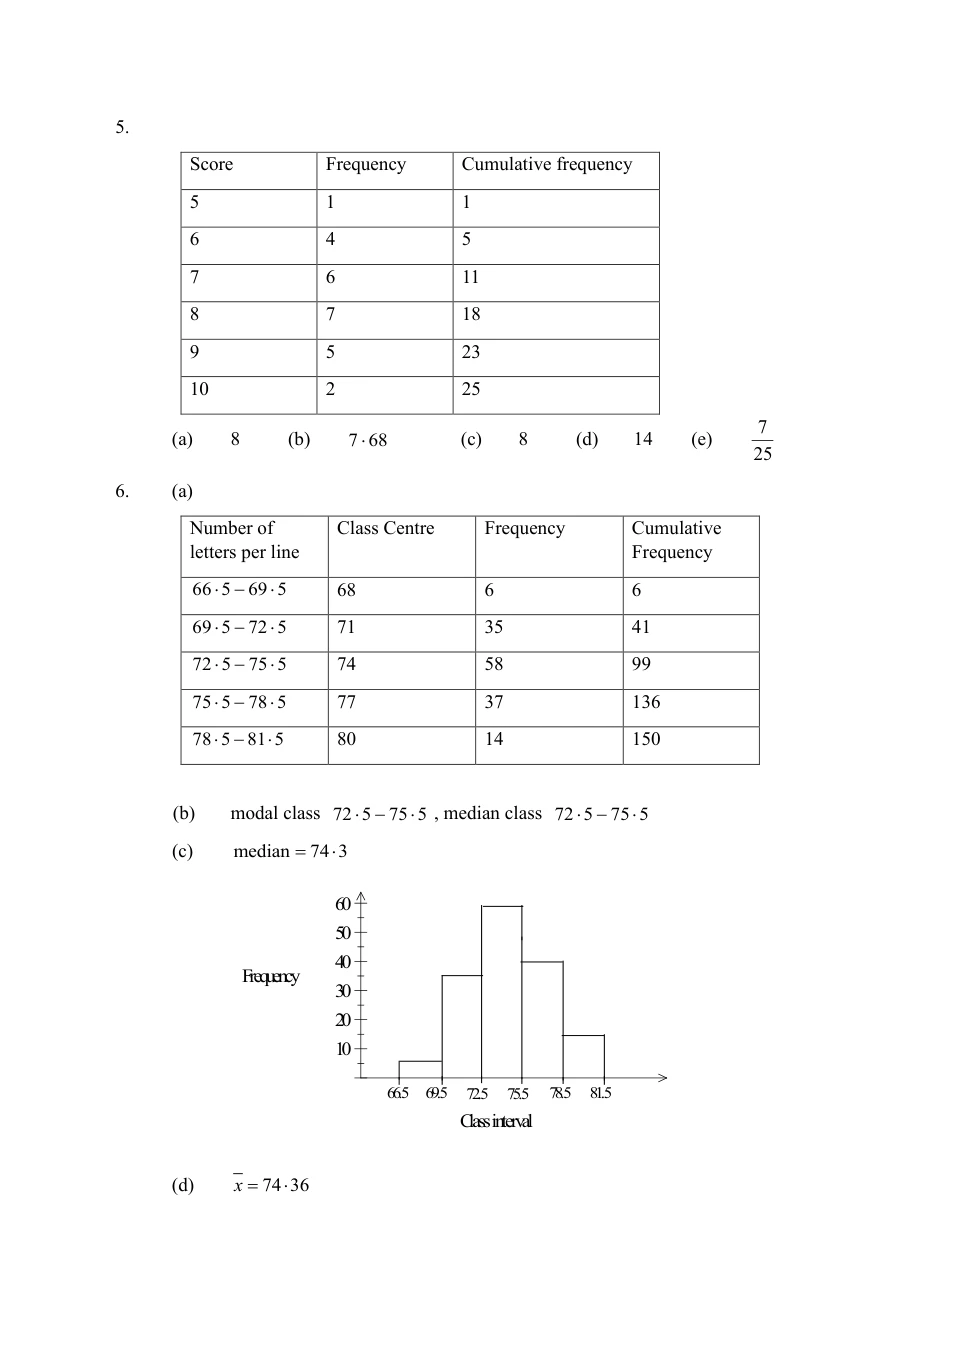 5.
Score Frequency Cumulative frequency
5 1 1
6 4 5
7 6 11
8 7 18
9 5 23
10 2 25
(a) 8 (b) 7·68 (c) 8 (d) 14 (e) 7/25
6. (a)
Number of letters per line Class Centre Frequency Cumulative Frequency
66·5 – 69·5 68 6 6
69·5 – 72·5 71 35 41
72·5 – 75·5 74 58 99
75·5 – 78·5 77 37 136
78·5 – 81·5 80 14 150
(b) modal class 72·5 – 75·5 , median class 72·5 – 75·5
(c) median = 74·3
60
50
40
Frequency
30
20
10
66.5 69.5 72.5 75.5 78.5 81.5
Class interval
(d) x̄ = 74·36